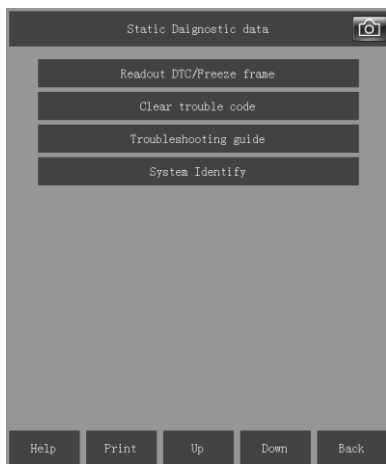 Static Daignostic data
Readout DTC/Freeze frame
Clear trouble code
Troubleshooting guide
System Identify
Help Print Up Down Back